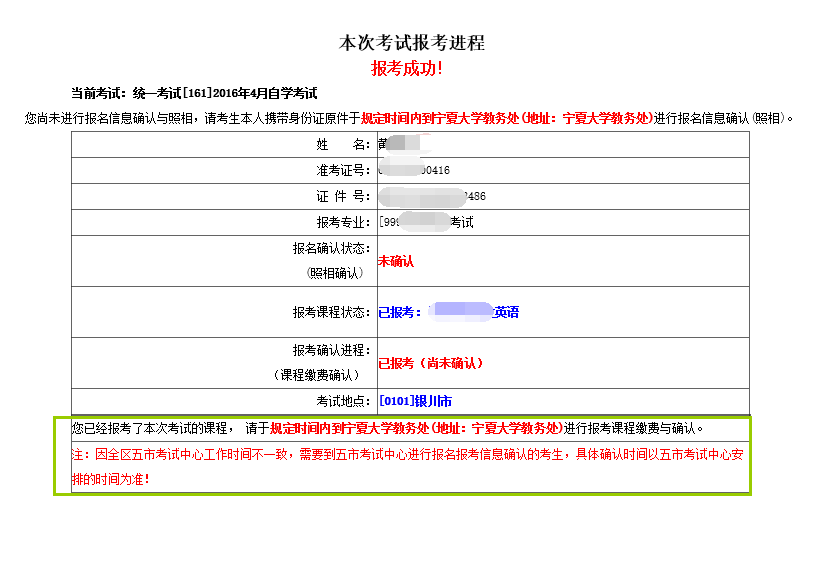 本次考试报考进程
报考成功！
当前考试：统一考试[161]2016年4月自学考试
您尚未进行报名信息确认与照相，请考生本人携带身份证原件于规定时间内到宁夏大学教务处(地址：宁夏大学教务处)进行报名信息确认(照相)。
姓 名：黄
准考证号：00416
证 件 号：3486
报考专业：[999 考试
报名确认状态：
(照相确认) 未确认
报考课程状态：已报考： 英语
报考确认进程：
（课程缴费确认） 已报考（尚未确认）
考试地点：[0101]银川市
您已经报考了本次考试的课程， 请于规定时间内到宁夏大学教务处(地址：宁夏大学教务处)进行报考课程缴费与确认。
注：因全区五市考试中心工作时间不一致，需要到五市考试中心进行报名报考信息确认的考生，具体确认时间以五市考试中心安
排的时间为准！